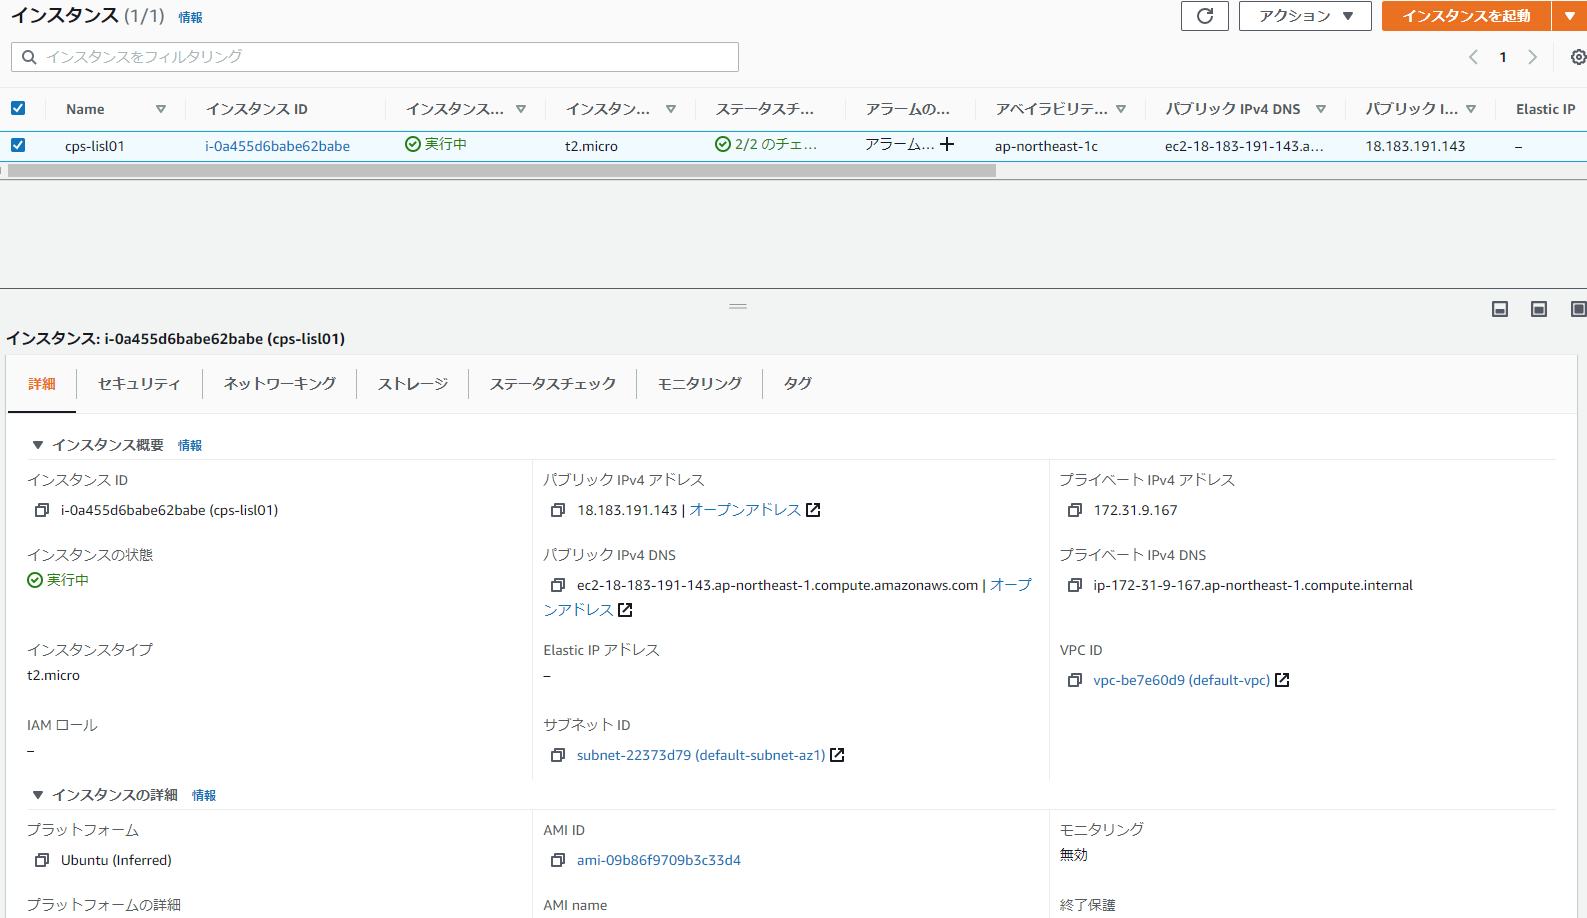 インスタンス (1/1) 情報
アクション ▼
インスタンスを起動 ▼
インスタンスをフィルタリング
1
Name インスタンス ID インスタンス... インスタン... ステータスチ... アラームの... アベイラビリテ... パブリック IPv4 DNS パブリック I... Elastic IP
cps-lisl01 i-0a455d6babe62babe 実行中 t2.micro 2/2 のチェ... アラーム... + ap-northeast-1c ec2-18-183-191-143.a... 18.183.191.143 –
インスタンス: i-0a455d6babe62babe (cps-lisl01)
詳細 セキュリティ ネットワーキング ストレージ ステータスチェック モニタリング タグ
▼ インスタンス概要 情報
インスタンス ID
i-0a455d6babe62babe (cps-lisl01)
パブリック IPv4 アドレス
18.183.191.143 | オープンアドレス
プライベート IPv4 アドレス
172.31.9.167
インスタンスの状態
実行中
パブリック IPv4 DNS
ec2-18-183-191-143.ap-northeast-1.compute.amazonaws.com | オープ
ンアドレス
プライベート IPv4 DNS
ip-172-31-9-167.ap-northeast-1.compute.internal
インスタンスタイプ
t2.micro
Elastic IP アドレス
–
VPC ID
vpc-be7e60d9 (default-vpc)
IAM ロール
–
サブネット ID
subnet-22373d79 (default-subnet-az1)
▼ インスタンスの詳細 情報
プラットフォーム
Ubuntu (Inferred)
AMI ID
ami-09b86f9709b3c33d4
モニタリング
無効
プラットフォームの詳細
AMI name
終了保護